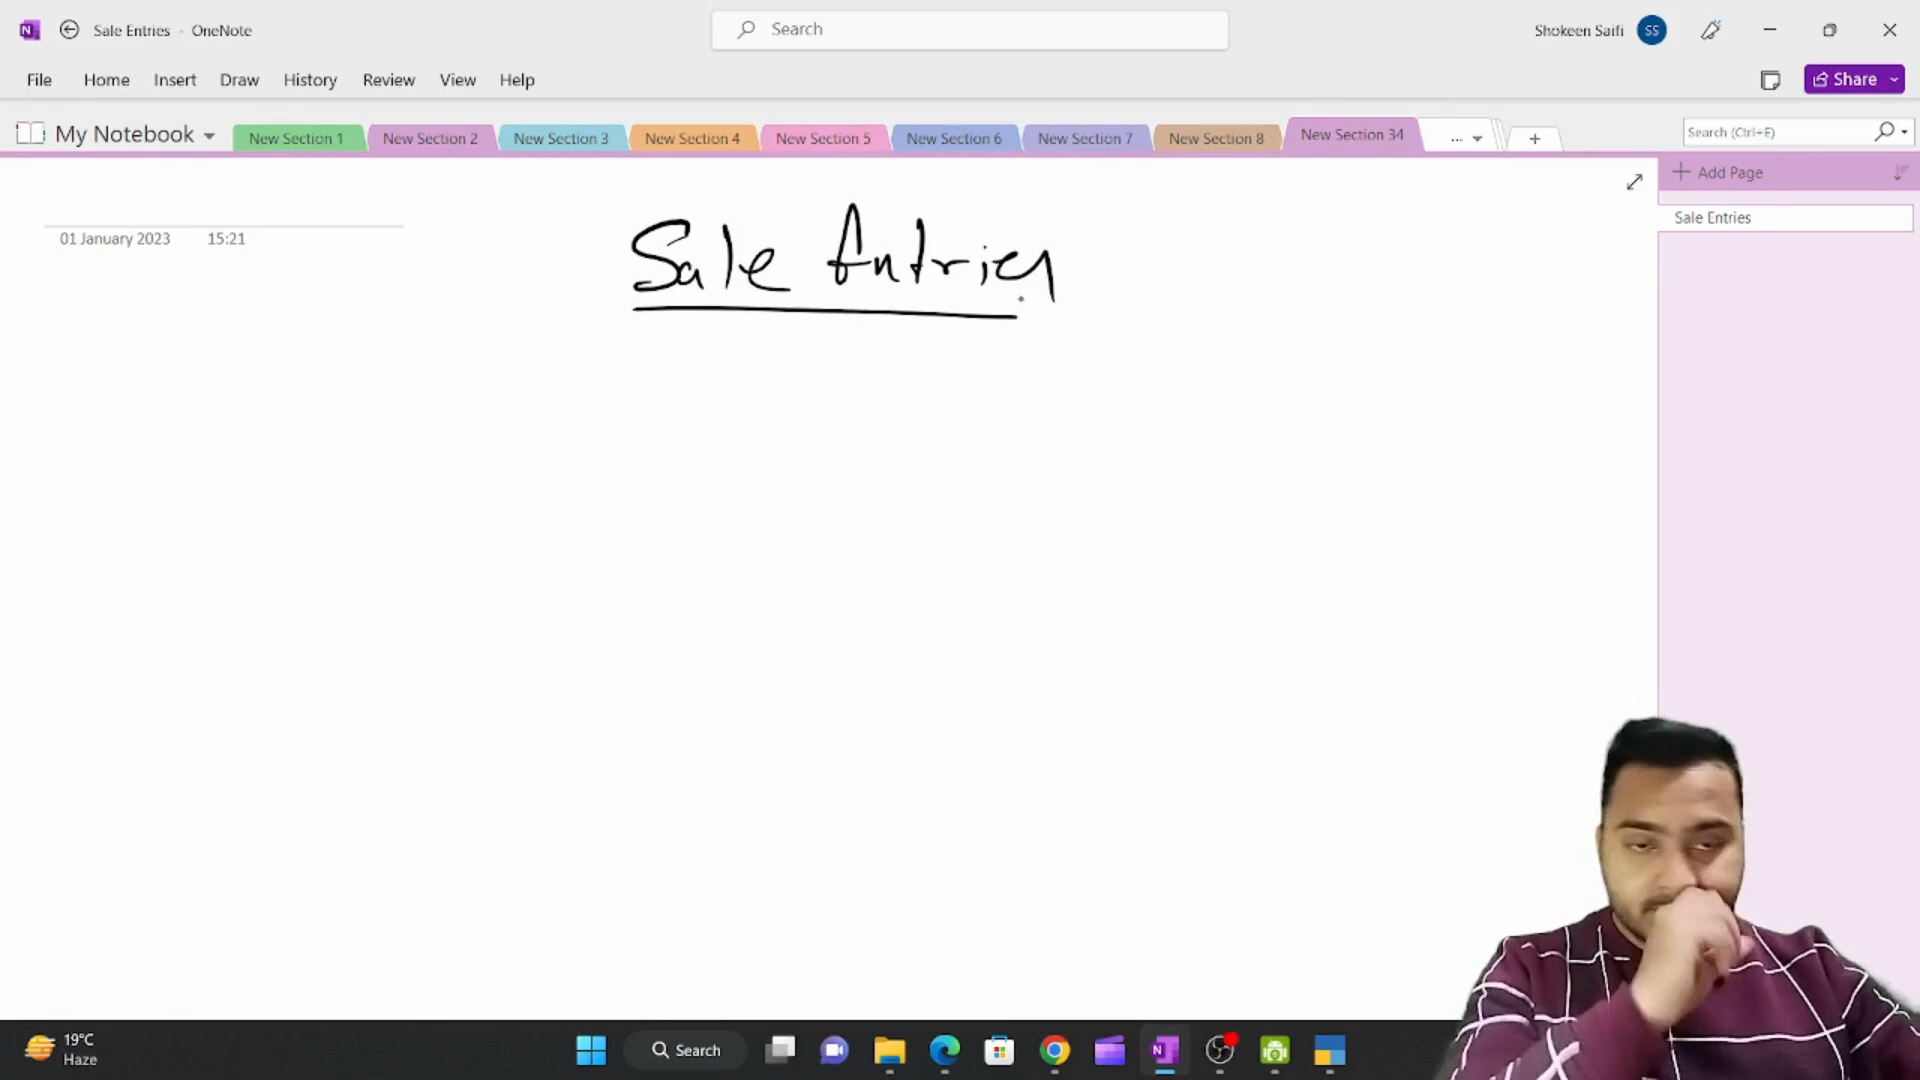 Sale Entries - OneNote
Search
Shokeen Saifi
SS
File Home Insert Draw History Review View Help
Share
My Notebook
New Section 1
New Section 2
New Section 3
New Section 4
New Section 5
New Section 6
New Section 7
New Section 8
New Section 34
...
Search (Ctrl+E)
Add Page
Sale Entries
01 January 2023 15:21
Sale Entries
19°C
Haze
Search